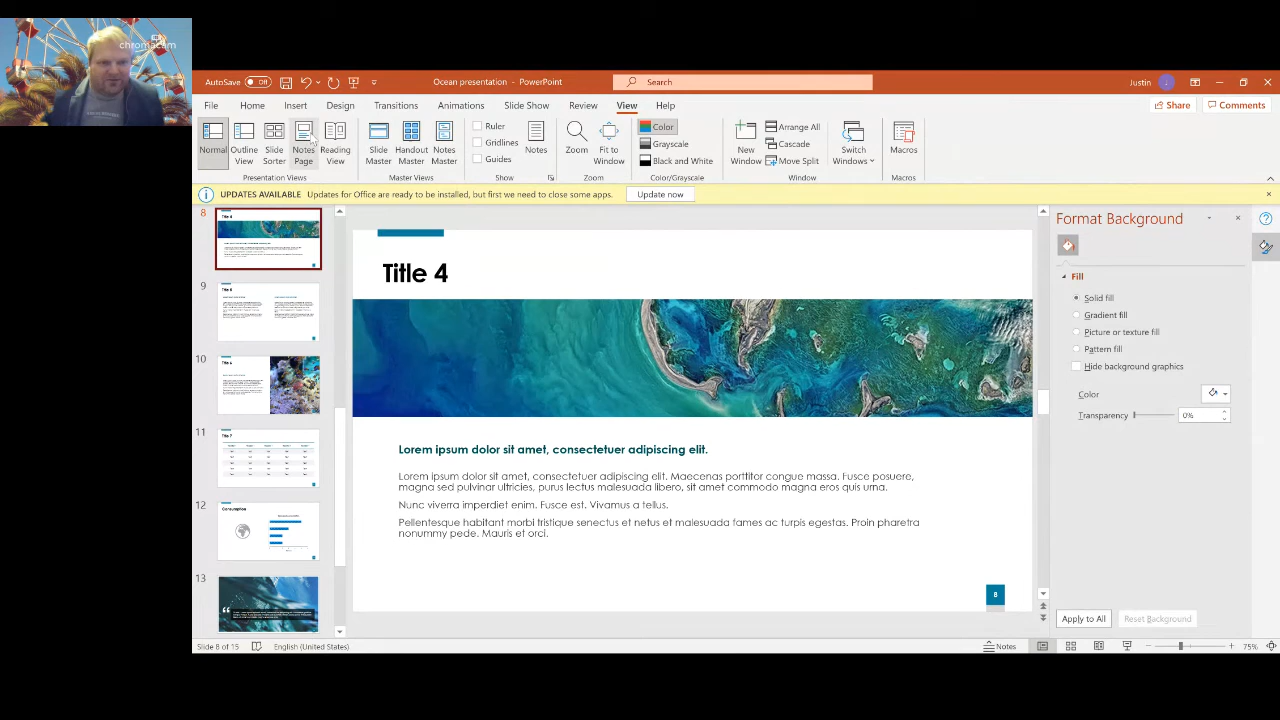 chromacam
AutoSave Off
Ocean presentation - PowerPoint
Search
Justin
File Home Insert Design Transitions Animations Slide Show Review View Help
Share Comments
Normal Outline View Slide Sorter Notes Page Reading View
Presentation Views
Slide Master Handout Master Notes Master
Master Views
Ruler
Gridlines
Guides
Notes
Show
Zoom Fit to Window
Zoom
Color
Grayscale
Black and White
Color/Grayscale
New Window
Arrange All
Cascade
Move Split
Switch Windows
Window
Macros
Macros
UPDATES AVAILABLE Updates for Office are ready to be installed, but first we need to close some apps. Update now
8
Title 4
9
10
11
Title 7
12
Consumption
13
Title 4
Lorem ipsum dolor sit amet, consectetuer adipiscing elit.
Lorem ipsum dolor sit amet, consectetuer adipiscing elit. Maecenas porttitor congue massa. Fusce posuere,
magna sed pulvinar ultricies, purus lectus malesuada libero, sit amet commodo magna eros quis urna.
Nunc viverra imperdiet enim. Fusce est. Vivamus a tellus.
Pellentesque habitant morbi tristique senectus et netus et malesuada fames ac turpis egestas. Proin pharetra
nonummy pede. Mauris et orci.
8
Format Background
Fill
Solid fill
Gradient fill
Picture or texture fill
Pattern fill
Hide background graphics
Color
Transparency 0%
Apply to All Reset Background
Slide 8 of 15 English (United States) Notes 75%